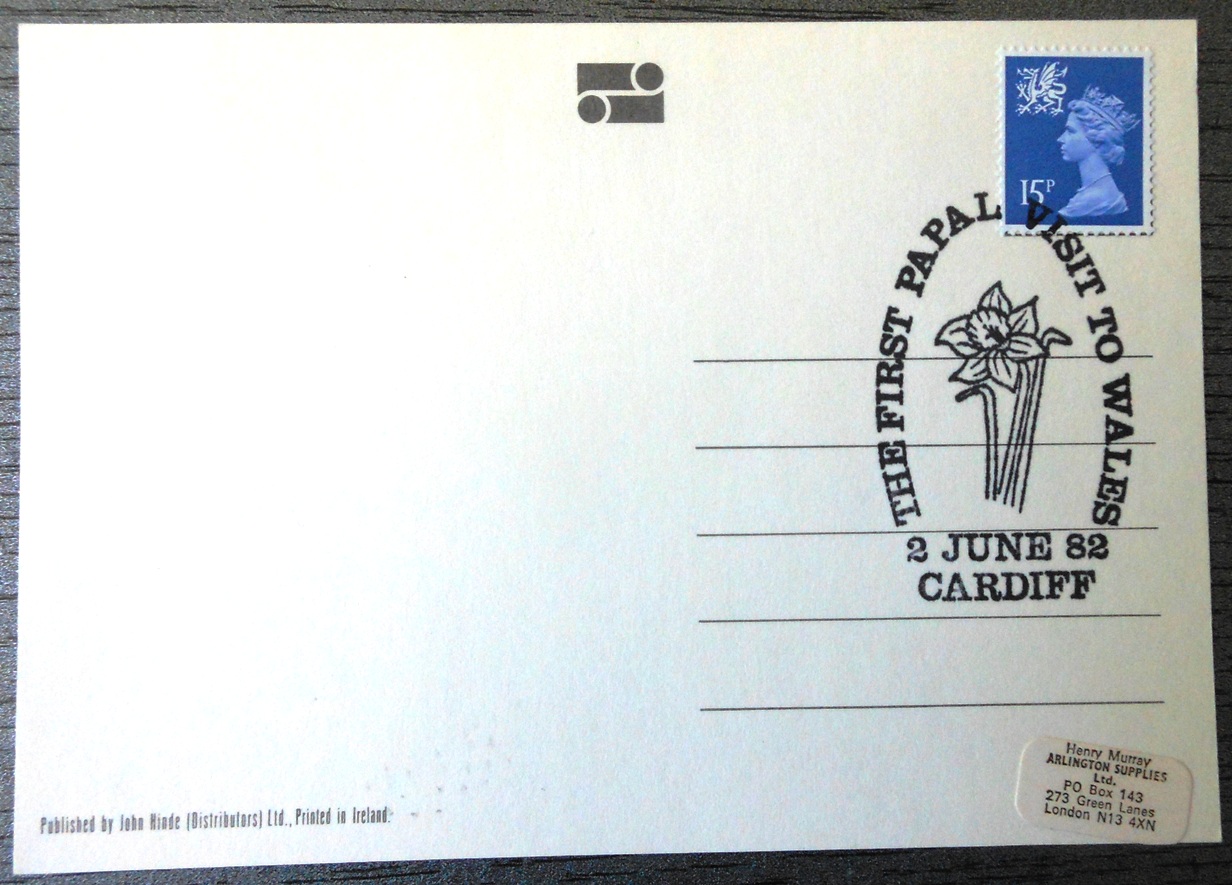 15P
THE FIRST PAPAL VISIT TO WALES
2 JUNE 82
CARDIFF
Published by John Hinde (Distributors) Ltd., Printed in Ireland.
Henry Murray
ARLINGTON SUPPLIES
Ltd.
PO Box 143
273 Green Lanes
London N13 4XN